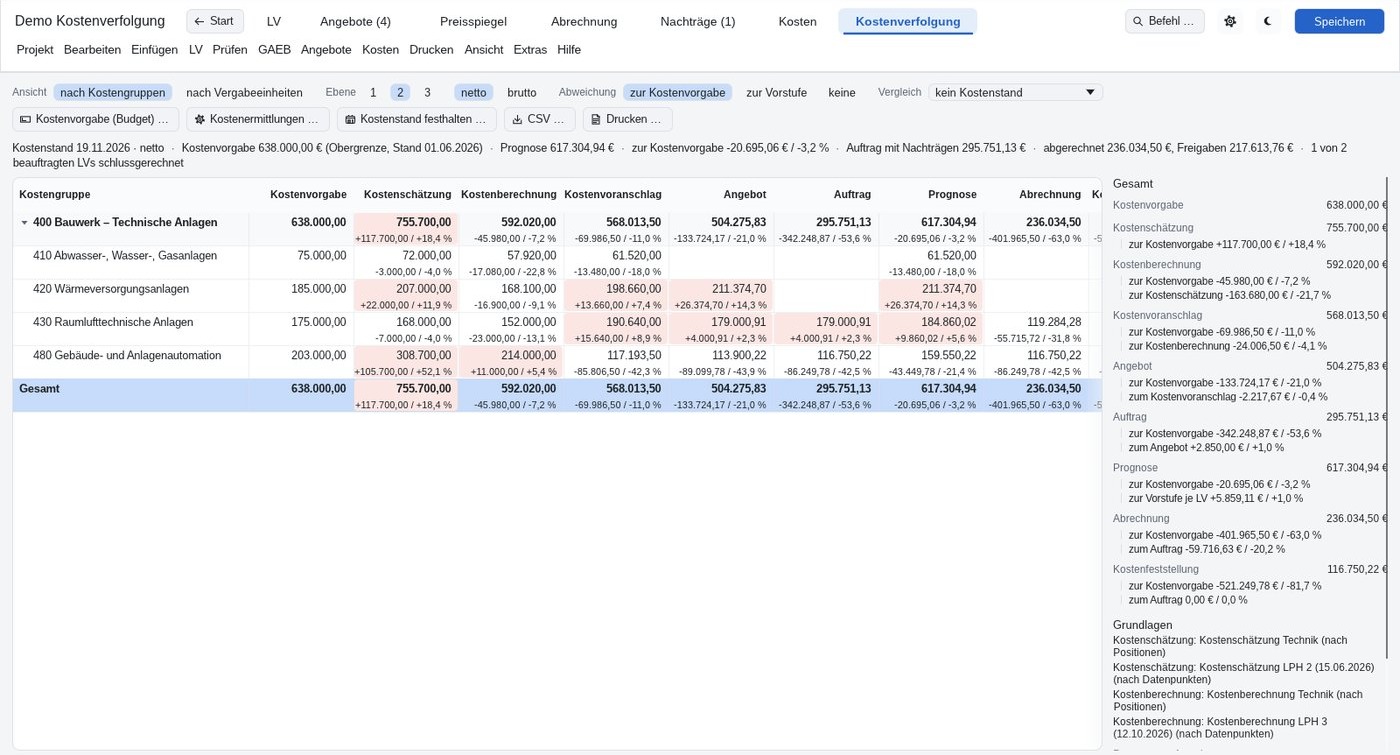 Demo Kostenverfolgung ← Start LV Angebote (4) Preisspiegel Abrechnung Nachträge (1) Kosten Kostenverfolgung Befehl … Speichern
Projekt Bearbeiten Einfügen LV Prüfen GAEB Angebote Kosten Drucken Ansicht Extras Hilfe
Ansicht nach Kostengruppen nach Vergabeeinheiten Ebene 1 2 3 netto brutto Abweichung zur Kostenvorgabe zur Vorstufe keine Vergleich kein Kostenstand
Kostenvorgabe (Budget) … Kostenermittlungen … Kostenstand festhalten … CSV … Drucken …
Kostenstand 19.11.2026 · netto · Kostenvorgabe 638.000,00 € (Obergrenze, Stand 01.06.2026) · Prognose 617.304,94 € · zur Kostenvorgabe -20.695,06 € / -3,2 % · Auftrag mit Nachträgen 295.751,13 € · abgerechnet 236.034,50 €, Freigaben 217.613,76 € · 1 von 2
beauftragten LVs schlussgerechnet
Kostengruppe Kostenvorgabe Kostenschätzung Kostenberechnung Kostenvoranschlag Angebot Auftrag Prognose Abrechnung
400 Bauwerk – Technische Anlagen 638.000,00 755.700,00 592.020,00 568.013,50 504.275,83 295.751,13 617.304,94 236.034,50
+117.700,00 / +18,4 % -45.980,00 / -7,2 % -69.986,50 / -11,0 % -133.724,17 / -21,0 % -342.248,87 / -53,6 % -20.695,06 / -3,2 % -401.965,50 / -63,0 %
410 Abwasser-, Wasser-, Gasanlagen 75.000,00 72.000,00 57.920,00 61.520,00 61.520,00
-3.000,00 / -4,0 % -17.080,00 / -22,8 % -13.480,00 / -18,0 % -13.480,00 / -18,0 %
420 Wärmeversorgungsanlagen 185.000,00 207.000,00 168.100,00 198.660,00 211.374,70 211.374,70
+22.000,00 / +11,9 % -16.900,00 / -9,1 % +13.660,00 / +7,4 % +26.374,70 / +14,3 % +26.374,70 / +14,3 %
430 Raumlufttechnische Anlagen 175.000,00 168.000,00 152.000,00 190.640,00 179.000,91 179.000,91 184.860,02 119.284,28
-7.000,00 / -4,0 % -23.000,00 / -13,1 % +15.640,00 / +8,9 % +4.000,91 / +2,3 % +4.000,91 / +2,3 % +9.860,02 / +5,6 % -55.715,72 / -31,8 %
480 Gebäude- und Anlagenautomation 203.000,00 308.700,00 214.000,00 117.193,50 113.900,22 116.750,22 159.550,22 116.750,22
+105.700,00 / +52,1 % +11.000,00 / +5,4 % -85.806,50 / -42,3 % -89.099,78 / -43,9 % -86.249,78 / -42,5 % -43.449,78 / -21,4 % -86.249,78 / -42,5 %
Gesamt 638.000,00 755.700,00 592.020,00 568.013,50 504.275,83 295.751,13 617.304,94 236.034,50
+117.700,00 / +18,4 % -45.980,00 / -7,2 % -69.986,50 / -11,0 % -133.724,17 / -21,0 % -342.248,87 / -53,6 % -20.695,06 / -3,2 % -401.965,50 / -63,0 %
Gesamt
Kostenvorgabe 638.000,00 €
Kostenschätzung 755.700,00 €
zur Kostenvorgabe +117.700,00 € / +18,4 %
Kostenberechnung 592.020,00 €
zur Kostenvorgabe -45.980,00 € / -7,2 %
zur Kostenschätzung -163.680,00 € / -21,7 %
Kostenvoranschlag 568.013,50 €
zur Kostenvorgabe -69.986,50 € / -11,0 %
zur Kostenberechnung -24.006,50 € / -4,1 %
Angebot 504.275,83 €
zur Kostenvorgabe -133.724,17 € / -21,0 %
zum Kostenvoranschlag -2.217,67 € / -0,4 %
Auftrag 295.751,13 €
zur Kostenvorgabe -342.248,87 € / -53,6 %
zum Angebot +2.850,00 € / +1,0 %
Prognose 617.304,94 €
zur Kostenvorgabe -20.695,06 € / -3,2 %
zur Vorstufe je LV +5.859,11 € / +1,0 %
Abrechnung 236.034,50 €
zur Kostenvorgabe -401.965,50 € / -63,0 %
zum Auftrag -59.716,63 € / -20,2 %
Kostenfeststellung 116.750,22 €
zur Kostenvorgabe -521.249,78 € / -81,7 %
zum Auftrag 0,00 € / 0,0 %
Grundlagen
Kostenschätzung: Kostenschätzung Technik (nach
Positionen)
Kostenschätzung: Kostenschätzung LPH 2 (15.06.2026)
(nach Datenpunkten)
Kostenberechnung: Kostenberechnung Technik (nach
Positionen)
Kostenberechnung: Kostenberechnung LPH 3
(12.10.2026) (nach Datenpunkten)